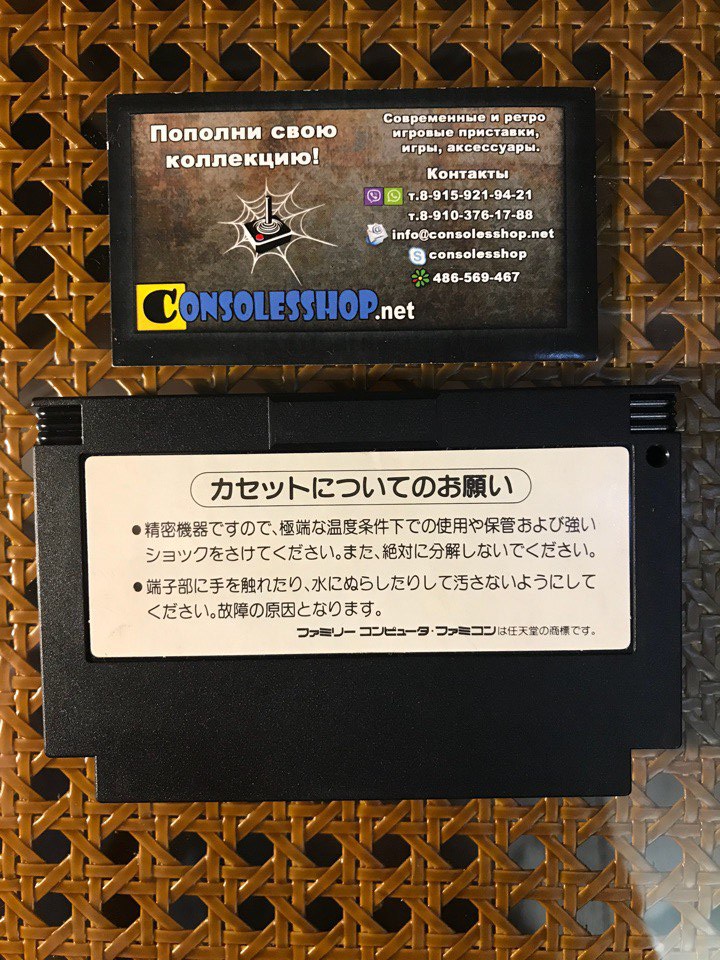 Пополни свою
коллекцию!
Современные и ретро
игровые приставки,
игры, аксессуары.
Контакты
т.8-915-921-94-21
т.8-910-376-17-88
info@consolesshop.net
consolesshop
486-569-467
CONSOLESSHOP.net
カセットについてのお願い
●精密機器ですので、極端な温度条件下での使用や保管および強い
ショックをさけてください。また、絶対に分解しないでください。
●端子部に手を触れたり、水にぬらしたりして汚さないようにして
ください。故障の原因となります。
ファミリー コンピュータ・ファミコンは任天堂の商標です。